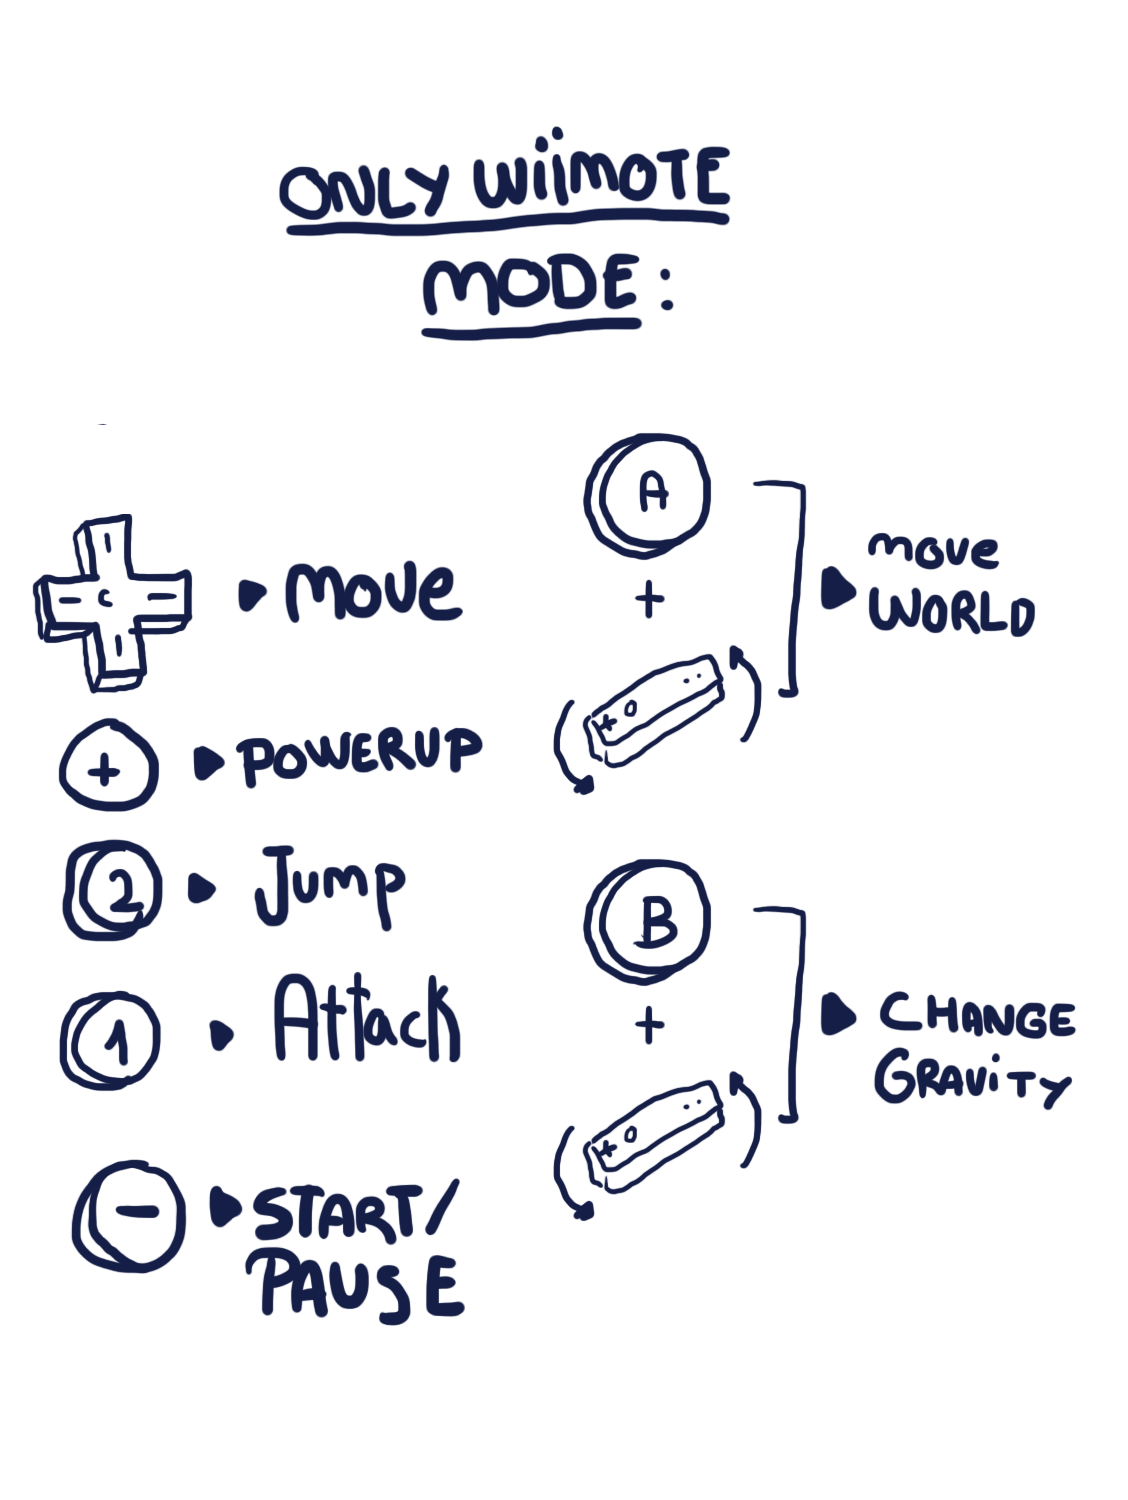 ONLY WiiMOTE
MODE:
MOVE
+
POWERUP
2
Jump
1
Attack
-
START/
PAUSE
A
+
MOVE
WORLD
B
+
CHANGE
GRAViTY